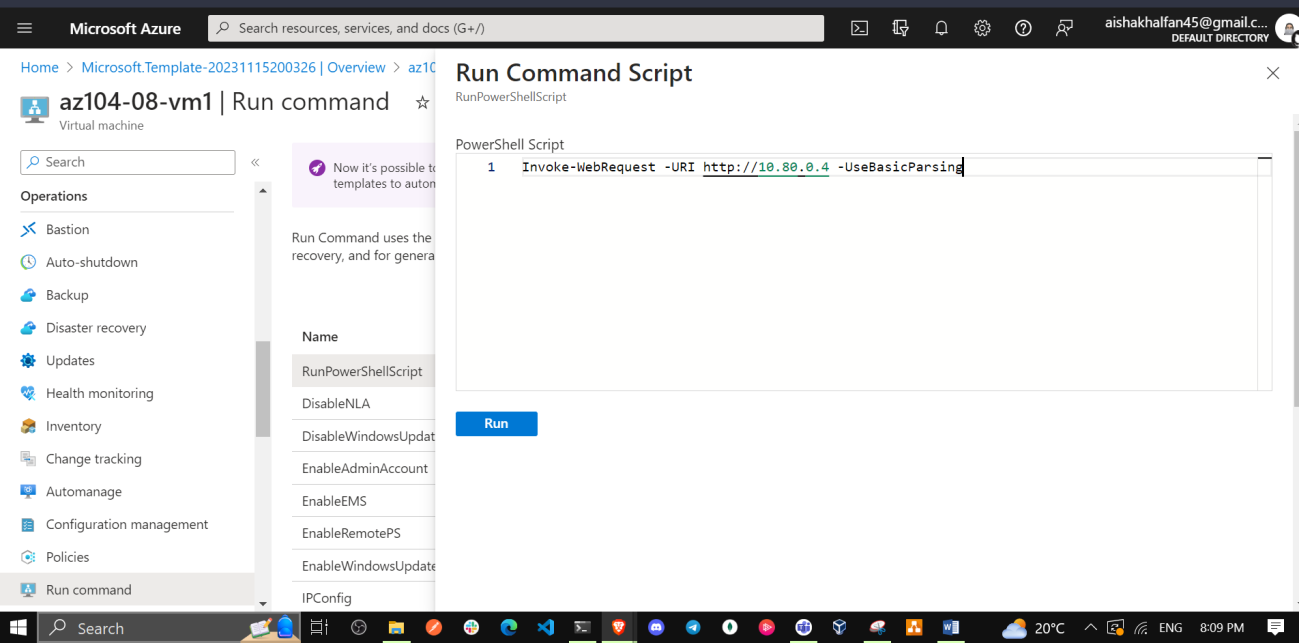 Microsoft Azure
Search resources, services, and docs (G+/)
aishakhalfan45@gmail.c...
DEFAULT DIRECTORY
Home > Microsoft.Template-20231115200326 | Overview > az10
az104-08-vm1 | Run command
Virtual machine
Search
Operations
Bastion
Auto-shutdown
Backup
Disaster recovery
Updates
Health monitoring
Inventory
Change tracking
Automanage
Configuration management
Policies
Run command
Now it's possible to
templates to autom
Run Command uses the
recovery, and for genera
Name
RunPowerShellScript
DisableNLA
DisableWindowsUpdat
EnableAdminAccount
EnableEMS
EnableRemotePS
EnableWindowsUpdate
IPConfig
Run Command Script
RunPowerShellScript
PowerShell Script
1 Invoke-WebRequest -URI http://10.80.0.4 -UseBasicParsing
Run
Search
20°C
ENG
8:09 PM